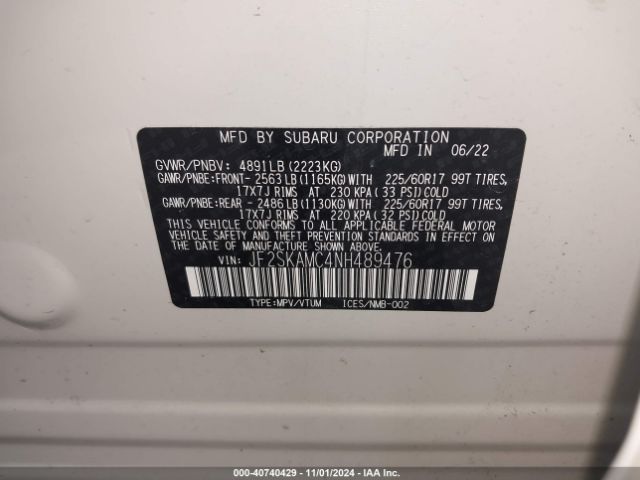 MFD BY SUBARU CORPORATION
MFD IN 06/22
GVWR/PNBV: 4891LB (2223KG)
GAWR/PNBE:FRONT- 2563LB(1165KG)WITH 225/60R17 99T TIRES,
17X7J RIMS AT 230 KPA(33 PSI)COLD
GAWR/PNBE:REAR - 2486LB(1130KG)WITH 225/60R17 99T TIRES,
17X7J RIMS AT 220 KPA(32 PSI)COLD
THIS VEHICLE CONFORMS TO ALL APPLICABLE FEDERAL MOTOR
VEHICLE SAFETY AND THEFT PREVENTION STANDARDS IN EFFECT
ON THE DATE OF MANUFACTURE SHOWN ABOVE.
VIN: JF2SKAMC4NH489476
TYPE:MPV/VTUM ICES/NMB-002
000-40740429 - 11/01/2024 - IAA Inc.